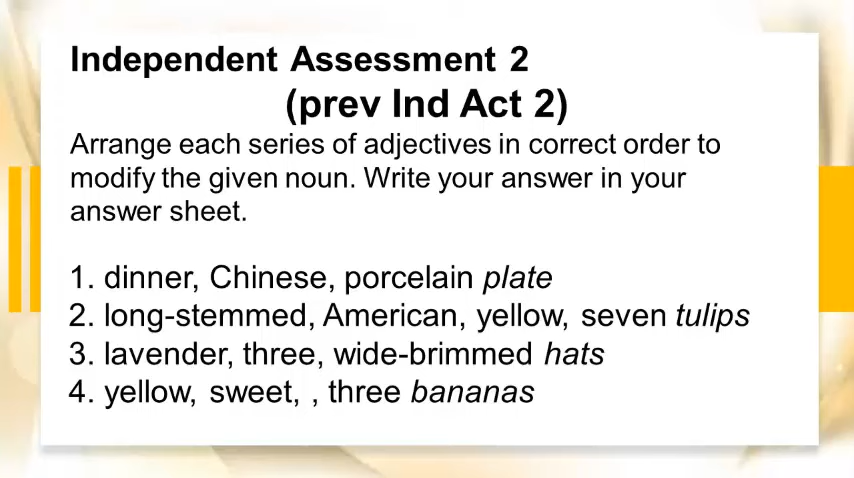 Independent Assessment 2
(prev Ind Act 2)
Arrange each series of adjectives in correct order to
modify the given noun. Write your answer in your
answer sheet.
1. dinner, Chinese, porcelain plate
2. long-stemmed, American, yellow, seven tulips
3. lavender, three, wide-brimmed hats
4. yellow, sweet, , three bananas